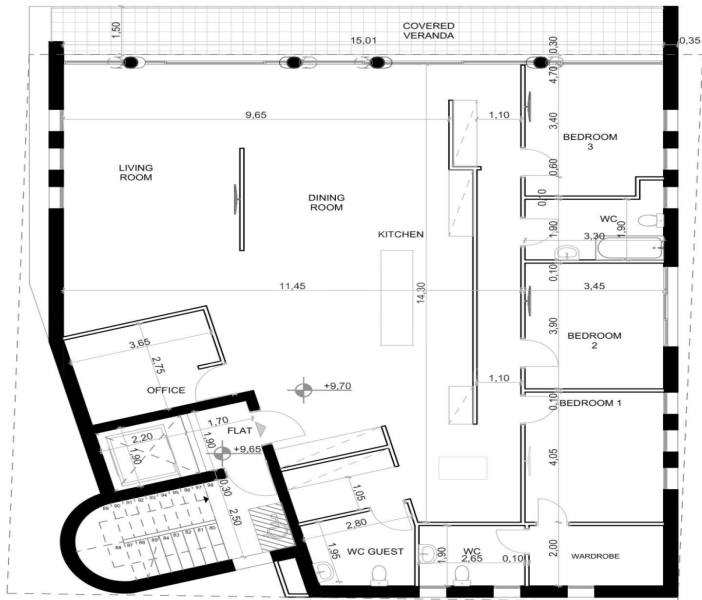 COVERED
VERANDA
1,50
15,01
0,30
0,35
4,70
9,65
1,10
3,40
BEDROOM
3
LIVING
ROOM
DINING
ROOM
0,60
0,10
KITCHEN
WC
1,90
1,90
3,30
11,45
14,30
0,10
3,45
3,90
BEDROOM
2
3,65
2,75
OFFICE
+9,70
1,10
0,10
BEDROOM 1
1,70
FLAT
2,20
1,90
1,90
+9,65
4,05
0,30
2,50
1,05
2,80
1,95
WC GUEST
1,90
WC
2,65
0,10
2,00
WARDROBE